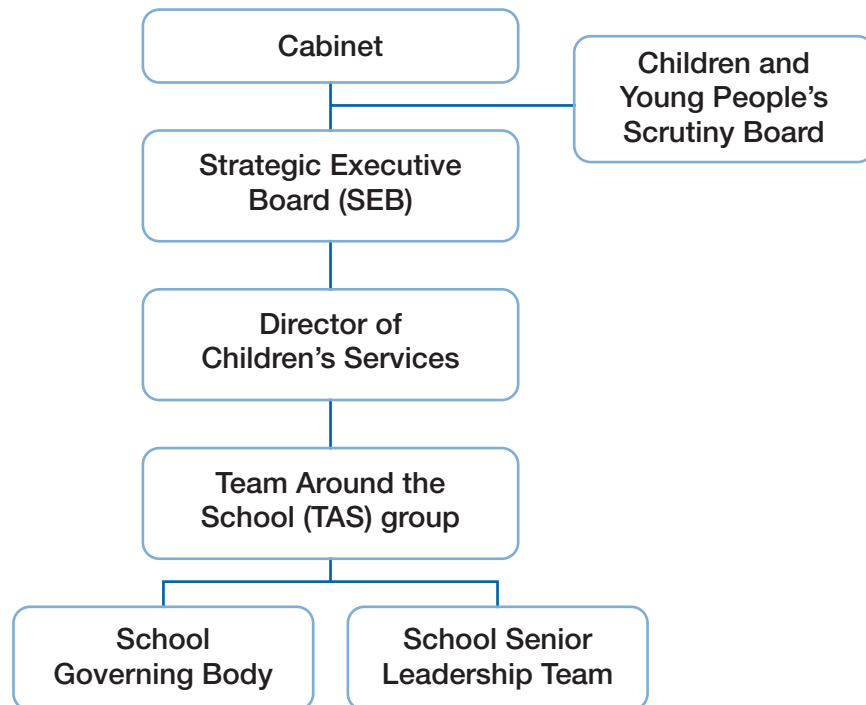 Cabinet
Children and
Young People’s
Scrutiny Board
Strategic Executive
Board (SEB)
Director of
Children’s Services
Team Around the
School (TAS) group
School
Governing Body
School Senior
Leadership Team